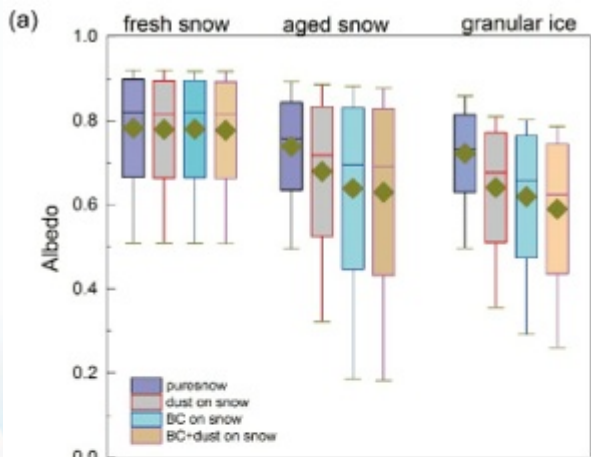 (a)
fresh snow aged snow granular ice
1.0
0.8
0.6
0.4
0.2
0.0
Albedo
puresnow
dust on snow
BC on snow
BC+dust on snow